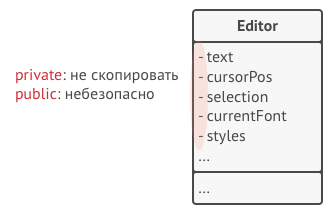 Editor
- text
private: не скопировать
- cursorPos
public: небезопасно
- selection
- currentFont
- styles
...
...